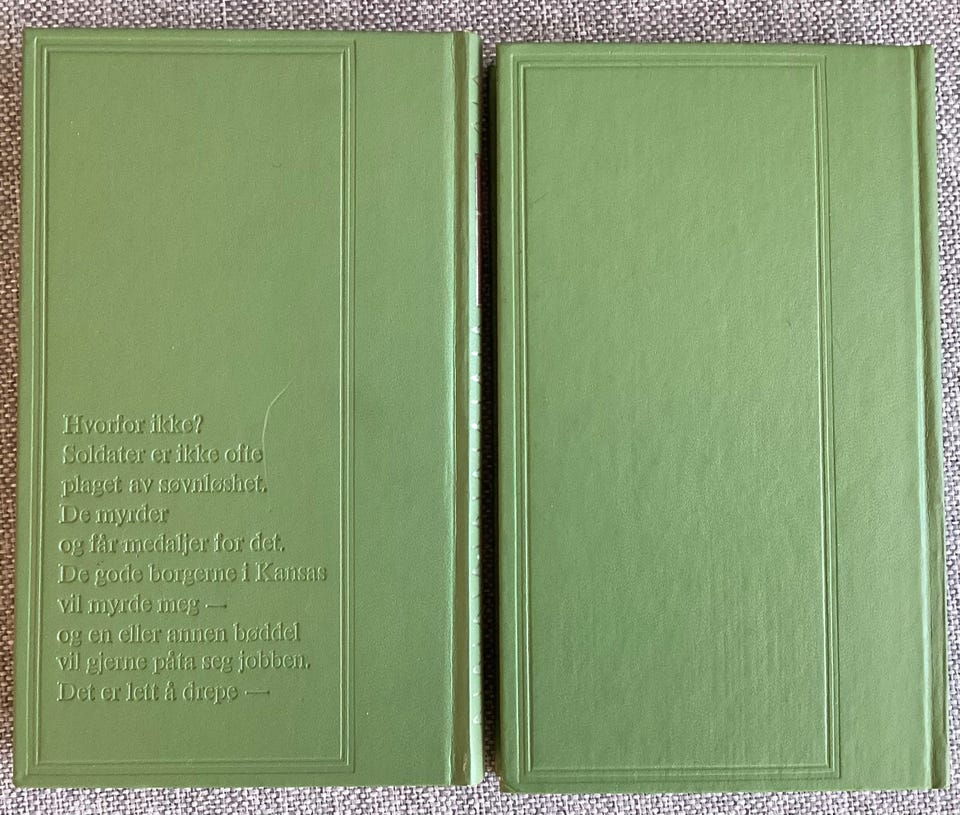 Hvorfor ikke?
Soldater er ikke ofte
plaget av søvnløshet.
De myrder
og får medaljer for det.
De gode borgerne i Kansas
vil myrde meg —
og en eller annen bøddel
vil gjerne påta seg jobben.
Det er lett å drepe —